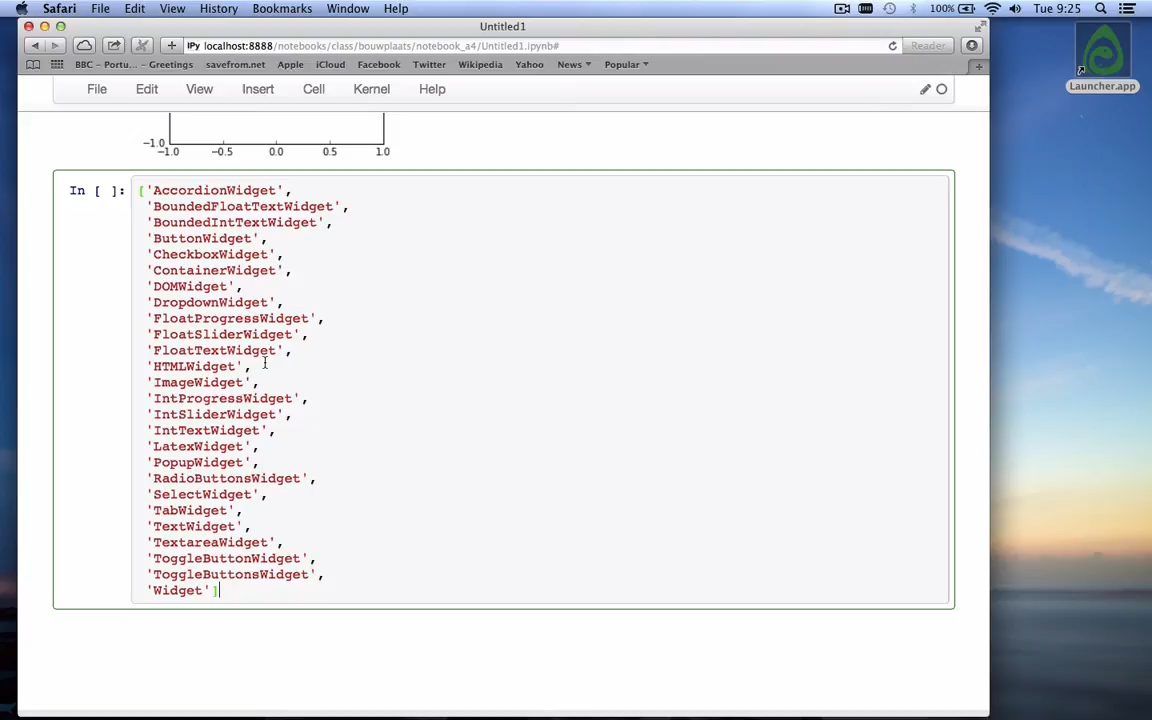 Safari File Edit View History Bookmarks Window Help 100% Tue 9:25
Untitled1
IPy localhost:8888/notebooks/class/bouwplaats/notebook_a4/Untitled1.ipynb# Reader
BBC – Portu... – Greetings savefrom.net Apple iCloud Facebook Twitter Wikipedia Yahoo News Popular
Launcher.app
File Edit View Insert Cell Kernel Help
−1.0
−1.0 −0.5 0.0 0.5 1.0
In [ ]: ['AccordionWidget',
'BoundedFloatTextWidget',
'BoundedIntTextWidget',
'ButtonWidget',
'CheckboxWidget',
'ContainerWidget',
'DOMWidget',
'DropdownWidget',
'FloatProgressWidget',
'FloatSliderWidget',
'FloatTextWidget',
'HTMLWidget',
'ImageWidget',
'IntProgressWidget',
'IntSliderWidget',
'IntTextWidget',
'LatexWidget',
'PopupWidget',
'RadioButtonsWidget',
'SelectWidget',
'TabWidget',
'TextWidget',
'TextareaWidget',
'ToggleButtonWidget',
'ToggleButtonsWidget',
'Widget']